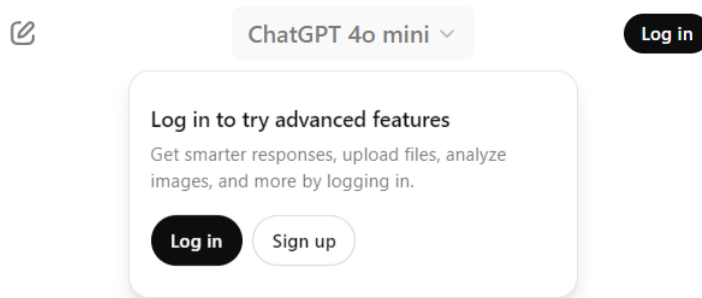 ChatGPT 4o mini
Log in
Log in to try advanced features
Get smarter responses, upload files, analyze
images, and more by logging in.
Log in
Sign up